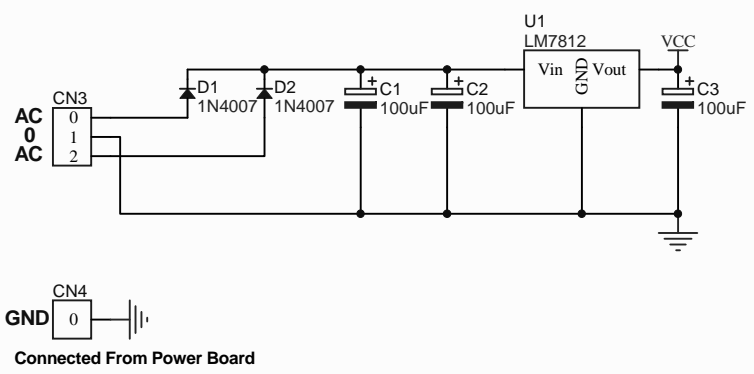 U1
LM7812
VCC
Vin GND Vout
CN3
D1 D2 + C1 + C2 + C3
1N4007 1N4007 100uF 100uF 100uF
AC 0
0 1
AC 2
CN4
GND 0
Connected From Power Board